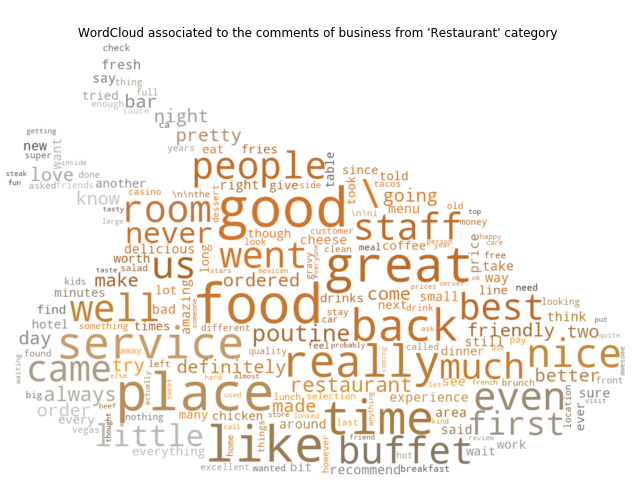 WordCloud associated to the comments of business from 'Restaurant' category
check
fresh
say thing
tried bar full
enough sauce
night
ca
pretty
getting
new want
super
inside
years eat fries
people
table
since told
steak love done
fun asked friends
another
know
casino
\n\nthe
right give side
dessert
took tacos
\ going
tasty
large
room good
\n\ni menu old top
staff money
never
though customer
delicious look cheese coffee person happy
year care
worth
long
us went
gravy
everyone
clean meal
price
free
great take
taste salad
stars mexican
ok way
kids make
amazing
ordered
prices server line need
minutes lot
someone
food
drinks come small best looking
find well bad
stay next drink
hotel something times different
car
back ask
friendly think two quite
poutine
day service
feel probably
still pay
waiting
found
away quality
dinner
really much nice
awesome
came try
left definitely
coming
better front
else actually sweet hard
restaurant
lot see french brunch
big always
place
used lunch selection
experience
even
location
sure
visit
beef made
anything
kind
order
thought
nothing many chicken
store looked
time
area
first
ever
every
vegas
little
call
home
things
around last
said
review
like
however
friend
buffet
wait work
everything
hot
excellent wanted bit recommend breakfast
use
called
put